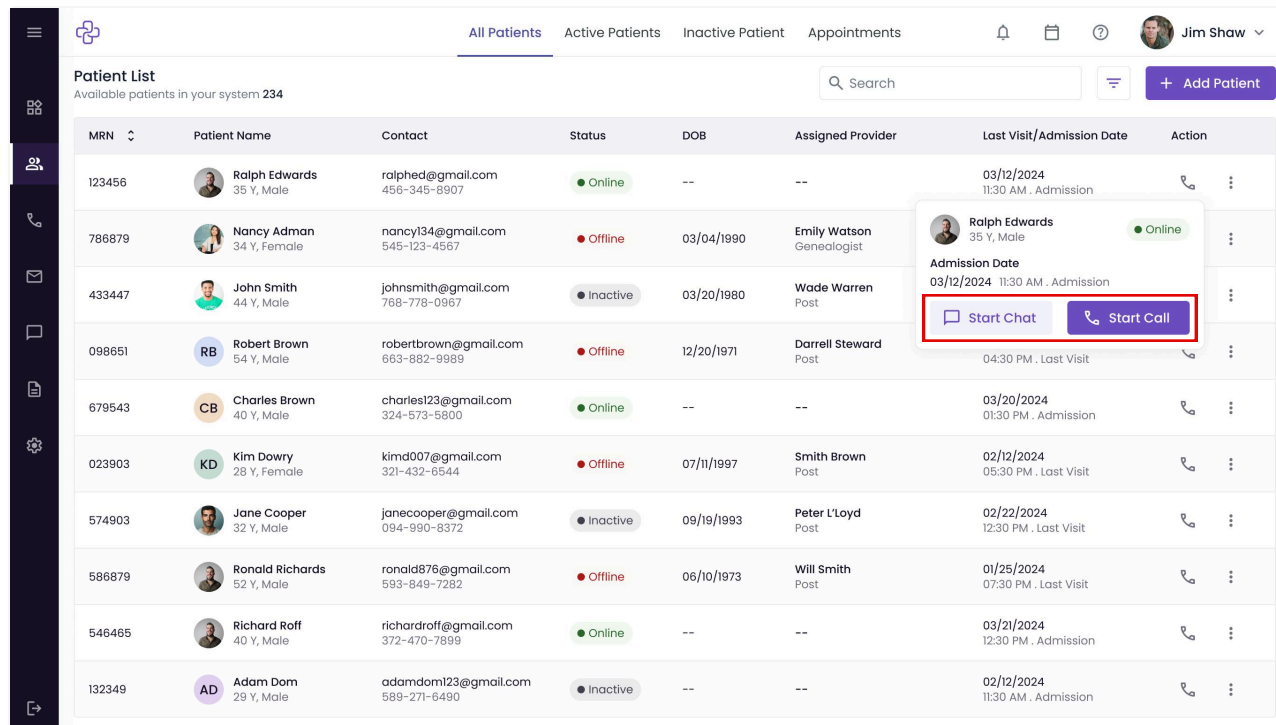 All Patients Active Patients Inactive Patient Appointments Jim Shaw
Patient List
Available patients in your system 234
Search
+ Add Patient
MRN Patient Name Contact Status DOB Assigned Provider Last Visit/Admission Date Action
123456 Ralph Edwards ralphed@gmail.com Online -- -- 03/12/2024
35 Y, Male 456-345-8907 11:30 AM . Admission
786879 Nancy Adman nancy134@gmail.com Offline 03/04/1990 Emily Watson
34 Y, Female 545-123-4567 Genealogist
Ralph Edwards Online
35 Y, Male
Admission Date
03/12/2024 11:30 AM . Admission
Start Chat Start Call
433447 John Smith johnsmith@gmail.com Inactive 03/20/1980 Wade Warren
44 Y, Male 768-778-0967 Post
098651 RB Robert Brown robertbrown@gmail.com Offline 12/20/1971 Darrell Steward
54 Y, Male 663-882-9989 Post 04:30 PM . Last Visit
679543 CB Charles Brown charles123@gmail.com Online -- -- 03/20/2024
40 Y, Male 324-573-5800 01:30 PM . Admission
023903 KD Kim Dowry kimd007@gmail.com Offline 07/11/1997 Smith Brown 02/12/2024
28 Y, Female 321-432-6544 Post 05:30 PM . Last Visit
574903 Jane Cooper janecooper@gmail.com Inactive 09/19/1993 Peter L'Loyd 02/22/2024
32 Y, Male 094-990-8372 Post 12:30 PM . Last Visit
586879 Ronald Richards ronald876@gmail.com Offline 06/10/1973 Will Smith 01/25/2024
52 Y, Male 593-849-7282 Post 07:30 PM . Last Visit
546465 Richard Roff richardroff@gmail.com Online -- -- 03/21/2024
40 Y, Male 372-470-7899 12:30 PM . Admission
132349 AD Adam Dom adamdom123@gmail.com Inactive -- -- 02/12/2024
29 Y, Male 589-271-6490 11:30 AM . Admission